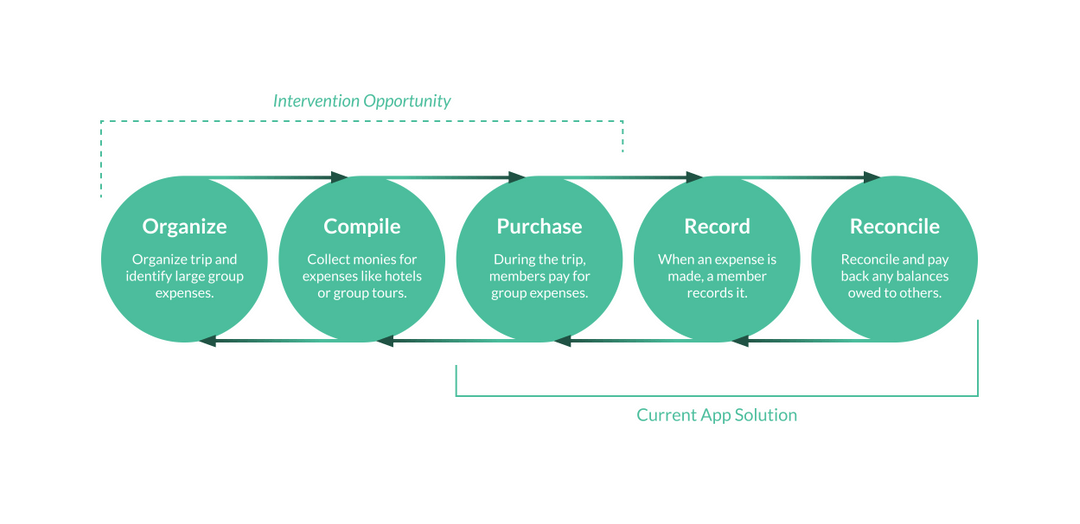 Intervention Opportunity
Organize
Organize trip and
identify large group
expenses.
Compile
Collect monies for
expenses like hotels
or group tours.
Purchase
During the trip,
members pay for
group expenses.
Record
When an expense is
made, a member
records it.
Reconcile
Reconcile and pay
back any balances
owed to others.
Current App Solution